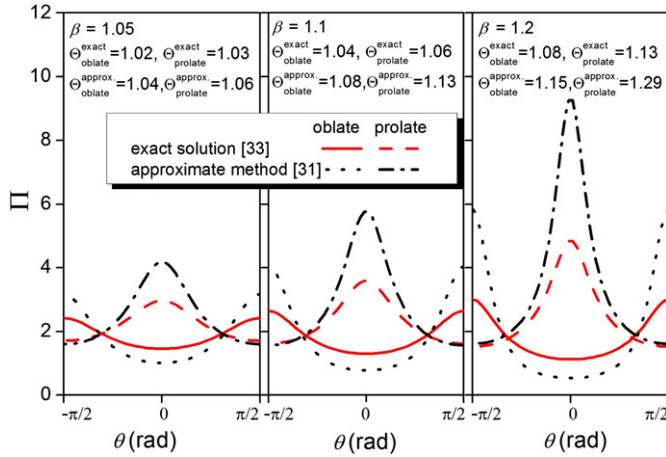 Π
12
10
8
6
4
2
0
β = 1.05
Θ^exact_oblate=1.02, Θ^exact_prolate=1.03
Θ^approx._oblate=1.04,Θ^approx._prolate=1.06
β = 1.1
Θ^exact_oblate=1.04, Θ^exact_prolate=1.06
Θ^approx._oblate=1.08,Θ^approx._prolate=1.13
β = 1.2
Θ^exact_oblate=1.08, Θ^exact_prolate=1.13
Θ^approx._oblate=1.15,Θ^approx._prolate=1.29
oblate prolate
exact solution [33]
approximate method [31]
-π/2 0 π/2
-π/2 0 π/2
-π/2 0 π/2
θ (rad)
θ (rad)
θ (rad)